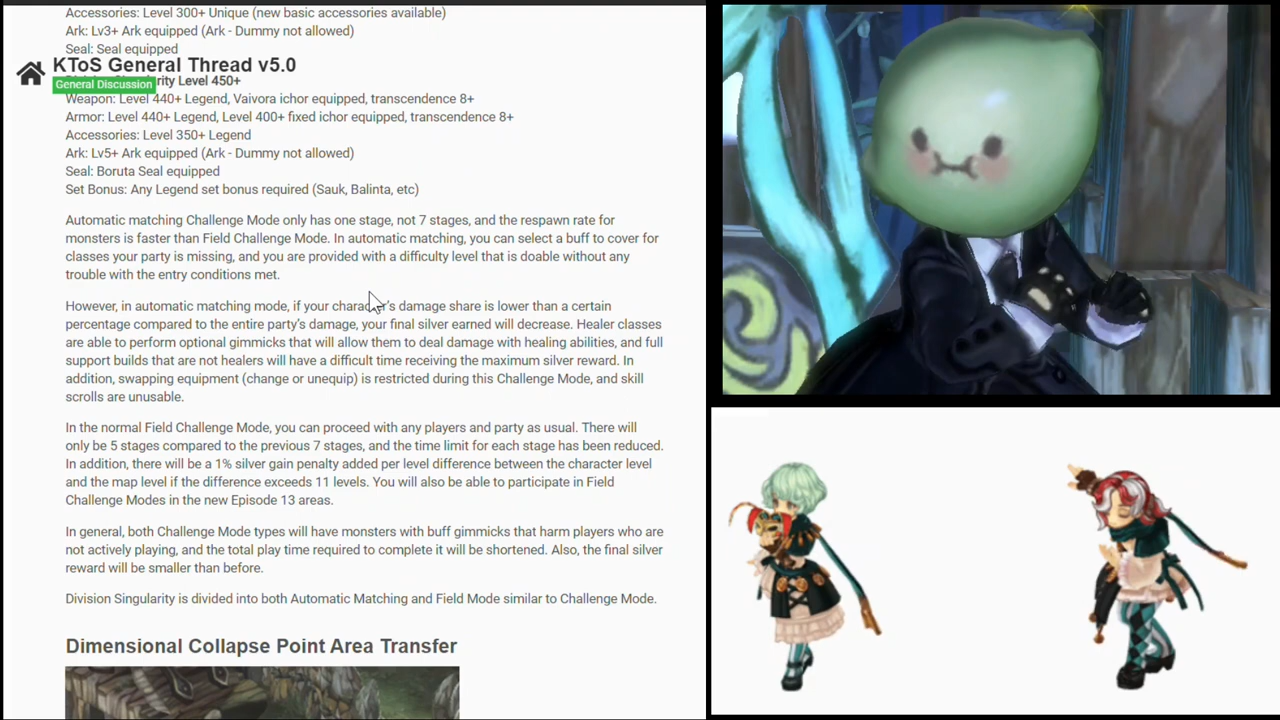 Accessories: Level 300+ Unique (new basic accessories available)
Ark: Lv3+ Ark equipped (Ark - Dummy not allowed)
Seal: Seal equipped
KToS General Thread v5.0
General Discussion
Level 450+
Weapon: Level 440+ Legend, Vaivora ichor equipped, transcendence 8+
Armor: Level 440+ Legend, Level 400+ fixed ichor equipped, transcendence 8+
Accessories: Level 350+ Legend
Ark: Lv5+ Ark equipped (Ark - Dummy not allowed)
Seal: Boruta Seal equipped
Set Bonus: Any Legend set bonus required (Sauk, Balinta, etc)
Automatic matching Challenge Mode only has one stage, not 7 stages, and the respawn rate for
monsters is faster than Field Challenge Mode. In automatic matching, you can select a buff to cover for
classes your party is missing, and you are provided with a difficulty level that is doable without any
trouble with the entry conditions met.
However, in automatic matching mode, if your character's damage share is lower than a certain
percentage compared to the entire party's damage, your final silver earned will decrease. Healer classes
are able to perform optional gimmicks that will allow them to deal damage with healing abilities, and full
support builds that are not healers will have a difficult time receiving the maximum silver reward. In
addition, swapping equipment (change or unequip) is restricted during this Challenge Mode, and skill
scrolls are unusable.
In the normal Field Challenge Mode, you can proceed with any players and party as usual. There will
only be 5 stages compared to the previous 7 stages, and the time limit for each stage has been reduced.
In addition, there will be a 1% silver gain penalty added per level difference between the character level
and the map level if the difference exceeds 11 levels. You will also be able to participate in Field
Challenge Modes in the new Episode 13 areas.
In general, both Challenge Mode types will have monsters with buff gimmicks that harm players who are
not actively playing, and the total play time required to complete it will be shortened. Also, the final silver
reward will be smaller than before.
Division Singularity is divided into both Automatic Matching and Field Mode similar to Challenge Mode.
Dimensional Collapse Point Area Transfer